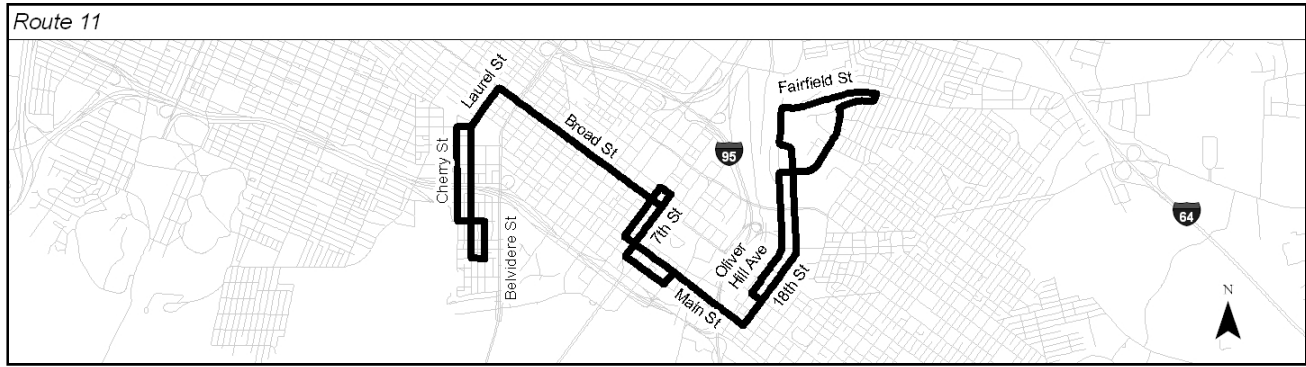 Route 11
Laurel St
Fairfield St
Broad St
Cherry St
95
7th St
64
Belvidere St
Oliver
Hill Ave
18th St
Main St
N